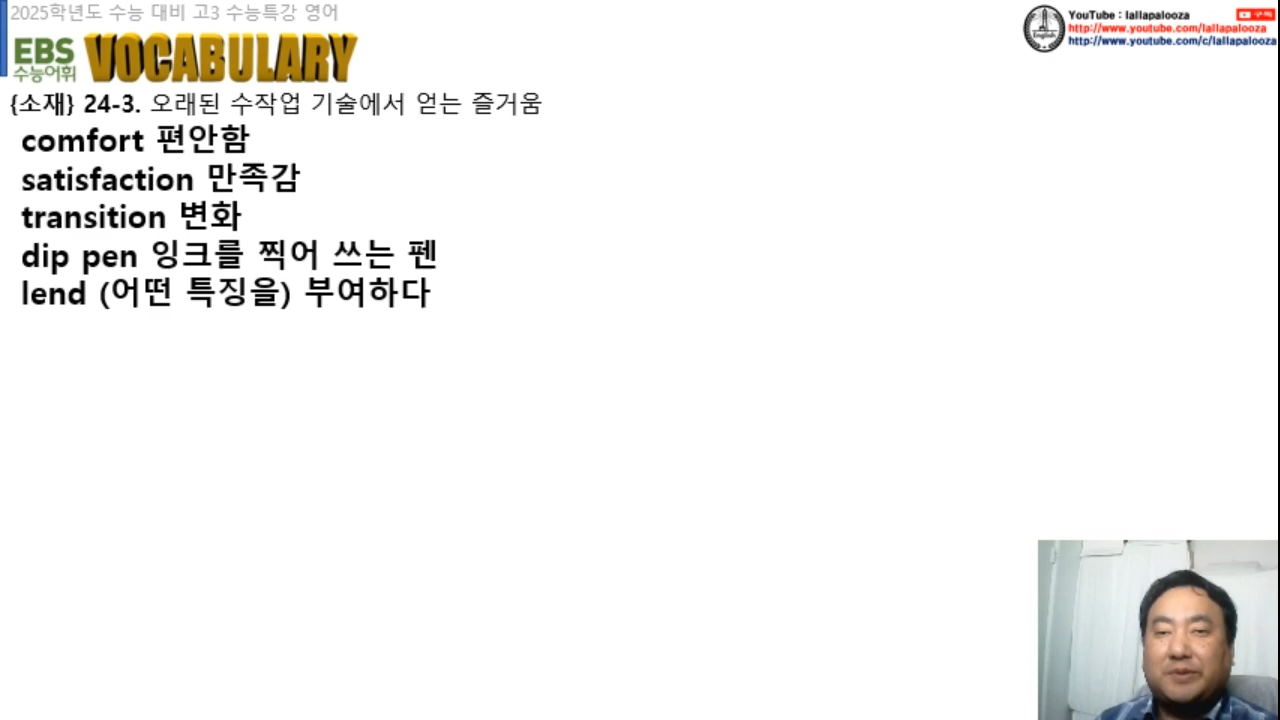 2025학년도 수능 대비 고3 수능특강 영어
EBS 수능어휘 VOCABULARY
YouTube : lallapalooza
구독
http://www.youtube.com/lallapalooza
http://www.youtube.com/c/lallapalooza
English
{소재} 24-3. 오래된 수작업 기술에서 얻는 즐거움
comfort 편안함
satisfaction 만족감
transition 변화
dip pen 잉크를 찍어 쓰는 펜
lend (어떤 특징을) 부여하다